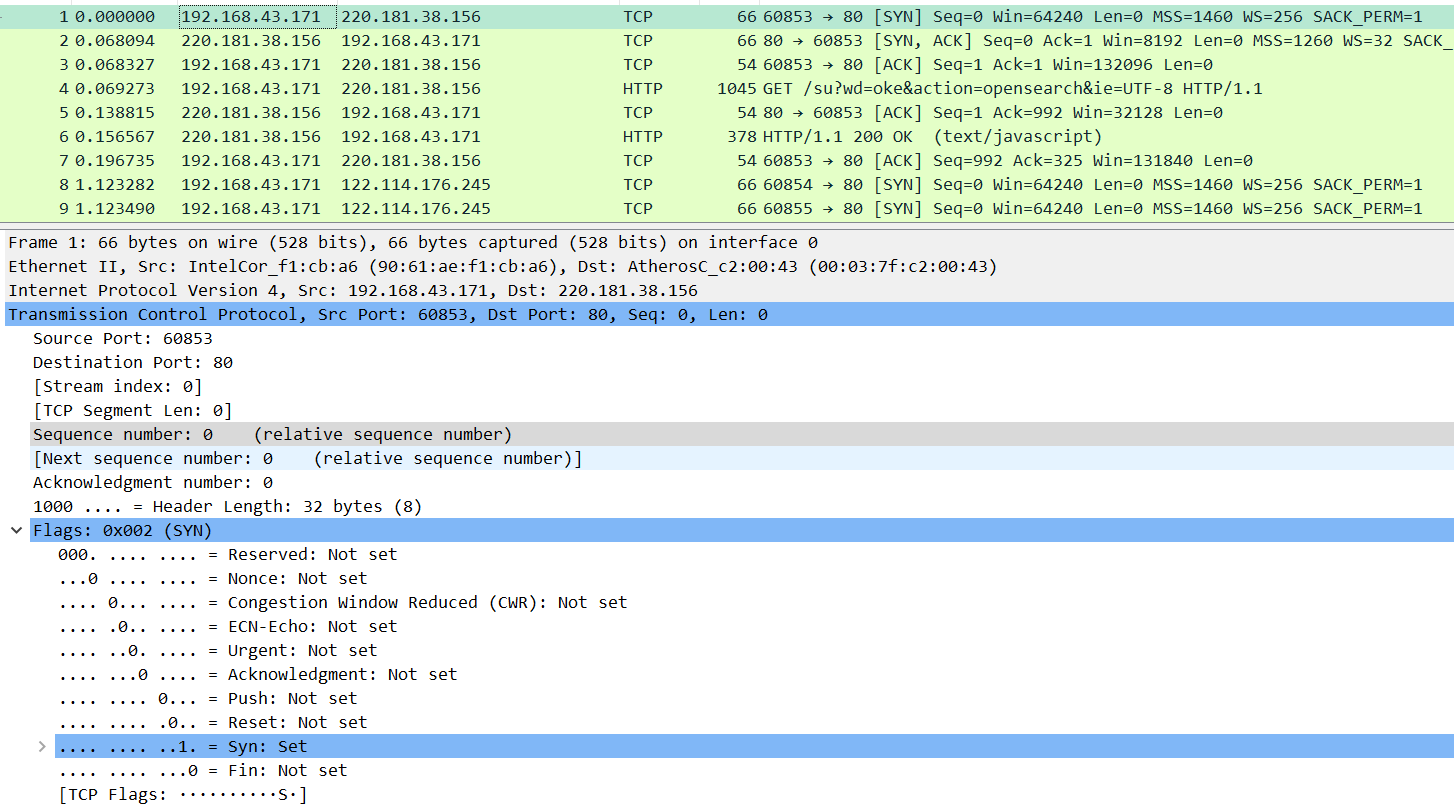 1 0.000000 192.168.43.171 220.181.38.156 TCP 66 60853 → 80 [SYN] Seq=0 Win=64240 Len=0 MSS=1460 WS=256 SACK_PERM=1
2 0.068094 220.181.38.156 192.168.43.171 TCP 66 80 → 60853 [SYN, ACK] Seq=0 Ack=1 Win=8192 Len=0 MSS=1260 WS=32 SACK_
3 0.068327 192.168.43.171 220.181.38.156 TCP 54 60853 → 80 [ACK] Seq=1 Ack=1 Win=132096 Len=0
4 0.069273 192.168.43.171 220.181.38.156 HTTP 1045 GET /su?wd=oke&action=opensearch&ie=UTF-8 HTTP/1.1
5 0.138815 220.181.38.156 192.168.43.171 TCP 54 80 → 60853 [ACK] Seq=1 Ack=992 Win=32128 Len=0
6 0.156567 220.181.38.156 192.168.43.171 HTTP 378 HTTP/1.1 200 OK (text/javascript)
7 0.196735 192.168.43.171 220.181.38.156 TCP 54 60853 → 80 [ACK] Seq=992 Ack=325 Win=131840 Len=0
8 1.123282 192.168.43.171 122.114.176.245 TCP 66 60854 → 80 [SYN] Seq=0 Win=64240 Len=0 MSS=1460 WS=256 SACK_PERM=1
9 1.123490 192.168.43.171 122.114.176.245 TCP 66 60855 → 80 [SYN] Seq=0 Win=64240 Len=0 MSS=1460 WS=256 SACK_PERM=1
Frame 1: 66 bytes on wire (528 bits), 66 bytes captured (528 bits) on interface 0
Ethernet II, Src: IntelCor_f1:cb:a6 (90:61:ae:f1:cb:a6), Dst: AtherosC_c2:00:43 (00:03:7f:c2:00:43)
Internet Protocol Version 4, Src: 192.168.43.171, Dst: 220.181.38.156
Transmission Control Protocol, Src Port: 60853, Dst Port: 80, Seq: 0, Len: 0
Source Port: 60853
Destination Port: 80
[Stream index: 0]
[TCP Segment Len: 0]
Sequence number: 0 (relative sequence number)
[Next sequence number: 0 (relative sequence number)]
Acknowledgment number: 0
1000 .... = Header Length: 32 bytes (8)
Flags: 0x002 (SYN)
000. .... .... = Reserved: Not set
...0 .... .... = Nonce: Not set
.... 0... .... = Congestion Window Reduced (CWR): Not set
.... .0.. .... = ECN-Echo: Not set
.... ..0. .... = Urgent: Not set
.... ...0 .... = Acknowledgment: Not set
.... .... 0... = Push: Not set
.... .... .0.. = Reset: Not set
.... .... ..1. = Syn: Set
.... .... ...0 = Fin: Not set
[TCP Flags: ··········S·]